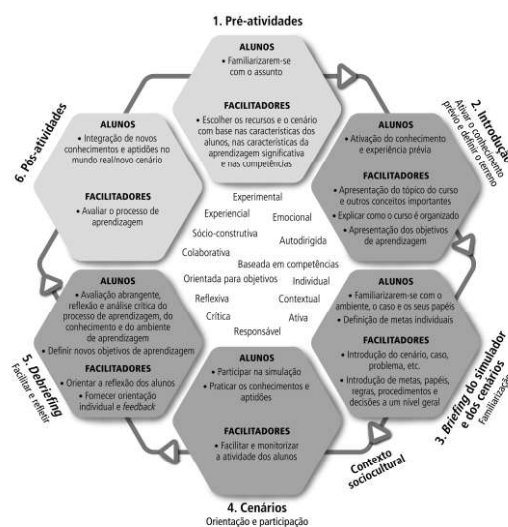 1. Pré-atividades
ALUNOS
• Familiarizarem-se
com o assunto
FACILITADORES
• Escolher os recursos e o cenário
com base nas características dos
alunos, nas características da
aprendizagem significativa
e nas competências
2. Introdução
Ativar o conhecimento
prévio e definir o terreno
ALUNOS
• Ativação do conhecimento
e experiência prévia
FACILITADORES
• Apresentação do tópico do curso
e outros conceitos importantes
• Explicar como o curso é organizado
• Apresentação dos objetivos
de aprendizagem
3. Briefing do simulador
e dos cenários
Familiarização
ALUNOS
• Familiarizarem-se com o
ambiente, o caso e os seus papéis
• Definição de metas individuais
FACILITADORES
• Introdução do cenário, caso,
problema, etc.
• Introdução de metas, papéis,
regras, procedimentos e
decisões a um nível geral
Contexto
sociocultural
ALUNOS
• Participar na simulação
• Praticar os conhecimentos e
aptidões
FACILITADORES
• Facilitar e monitorizar
a atividade dos alunos
4. Cenários
Orientação e participação
5. Debriefing
Facilitar e refletir
ALUNOS
• Avaliação abrangente,
reflexão e análise crítica do
processo de aprendizagem, do
conhecimento e do ambiente
de aprendizagem
• Definir novos objetivos de aprendizagem
FACILITADORES
• Orientar a reflexão dos alunos
• Fornecer orientação
individual e feedback
6. Pós-atividades
ALUNOS
• Integração de novos
conhecimentos e aptidões no
mundo real/novo cenário
FACILITADORES
• Avaliar o processo de
aprendizagem
Experimental
Experiencial
Emocional
Sócio-construtiva
Autodirigida
Colaborativa
Baseada em competências
Orientada para objetivos
Individual
Reflexiva
Contextual
Crítica
Ativa
Responsável